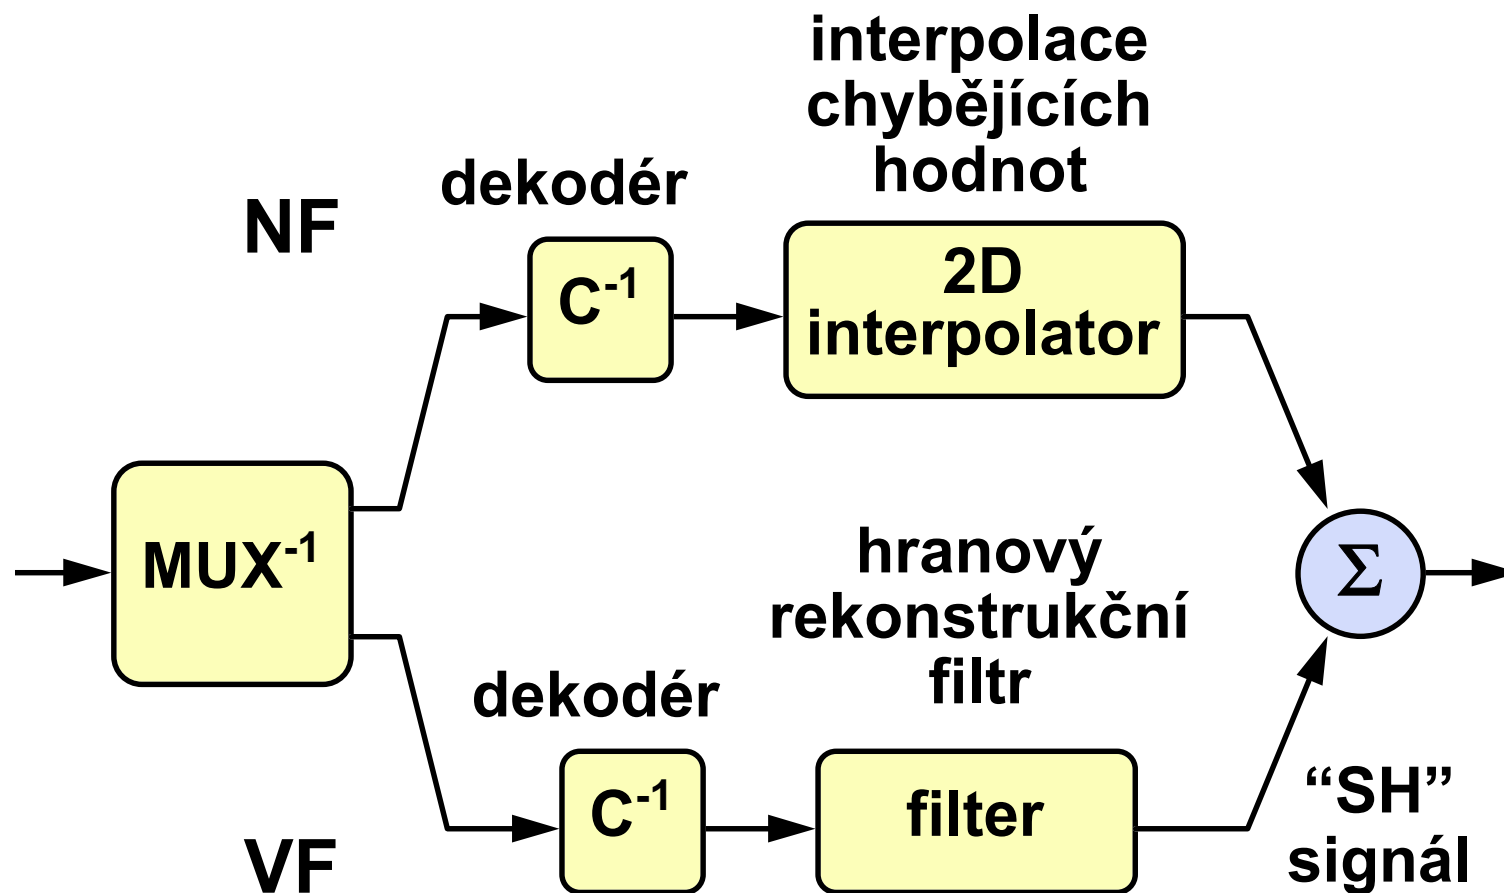 interpolace
chybějících
hodnot
dekodér
NF
C-1
2D
interpolator
MUX-1
Σ
hranový
rekonstrukční
filtr
dekodér
C-1
filter
“SH”
signál
VF